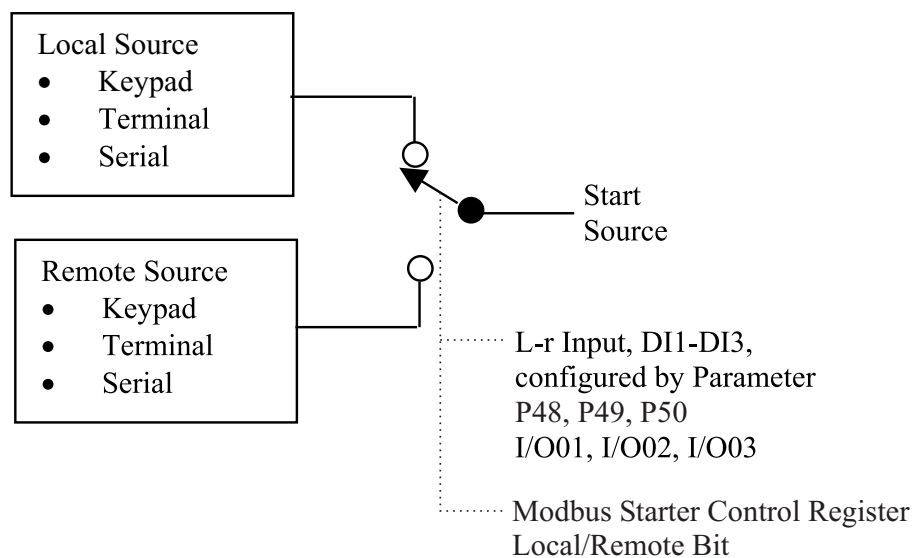 Local Source
• Keypad
• Terminal
• Serial
Start
Source
Remote Source
• Keypad
• Terminal
• Serial
L-r Input, DI1-DI3,
configured by Parameter
P48, P49, P50
I/O01, I/O02, I/O03
Modbus Starter Control Register
Local/Remote Bit